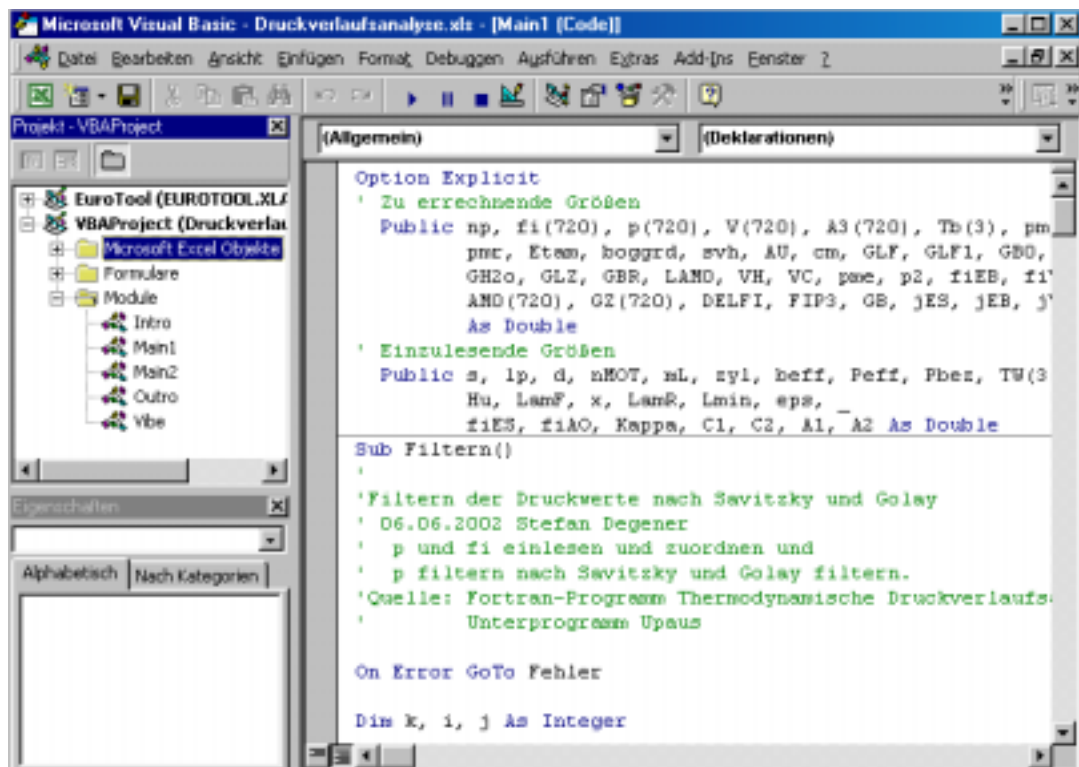 Microsoft Visual Basic - Druckverlaufsanalyse.xls - [Main1 (Code)]
Datei Bearbeiten Ansicht Einfügen Format Debuggen Ausführen Extras Add-Ins Fenster ?
Projekt - VBAProject
EuroTool (EUROTOOL.XLA
VBAProject (Druckverlau
Microsoft Excel Objekte
Formulare
Module
Intro
Main1
Main2
Outro
Vibe
Eigenschaften
Alphabetisch Nach Kategorien
(Allgemein) (Deklarationen)
Option Explicit
' Zu errechnende Größen
Public np, fi(720), p(720), V(720), A3(720), Tb(3), pm
pmr, Etam, boggrd, svh, AU, cm, GLF, GLF1, GBO,
GH2o, GLZ, GBR, LAMD, VH, VC, pme, p2, fiEB,
AMD(720), GZ(720), DELFI, FIP3, GB, jES, jEB,
As Double
' Einzulesende Größen
Public s, lp, d, nMOT, mL, zyl, beff, Peff, Pbez, TW(3
Hu, LamF, x, LamR, Lmin, eps, _
fiES, fiAO, Kappa, C1, C2, A1, A2 As Double
Sub Filtern()
'
'Filtern der Druckwerte nach Savitzky und Golay
' 06.06.2002 Stefan Degener
' p und fi einlesen und zuordnen und
' p filtern nach Savitzky und Golay filtern.
'Quelle: Fortran-Programm Thermodynamische Druckverlaufs
' Unterprogramm Upaus
On Error GoTo Fehler
Dim k, i, j As Integer